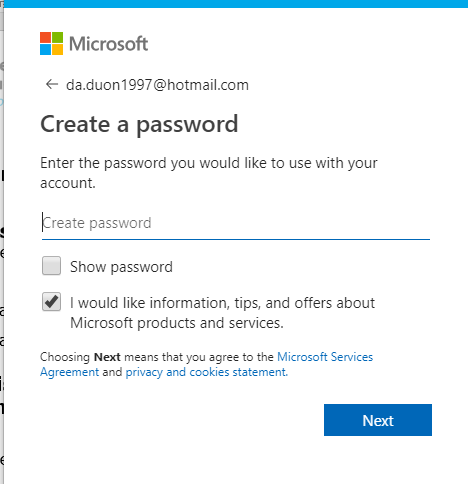 Microsoft
da.duon1997@hotmail.com
Create a password
Enter the password you would like to use with your
account.
Create password
Show password
I would like information, tips, and offers about
Microsoft products and services.
Choosing Next means that you agree to the Microsoft Services
Agreement and privacy and cookies statement.
Next